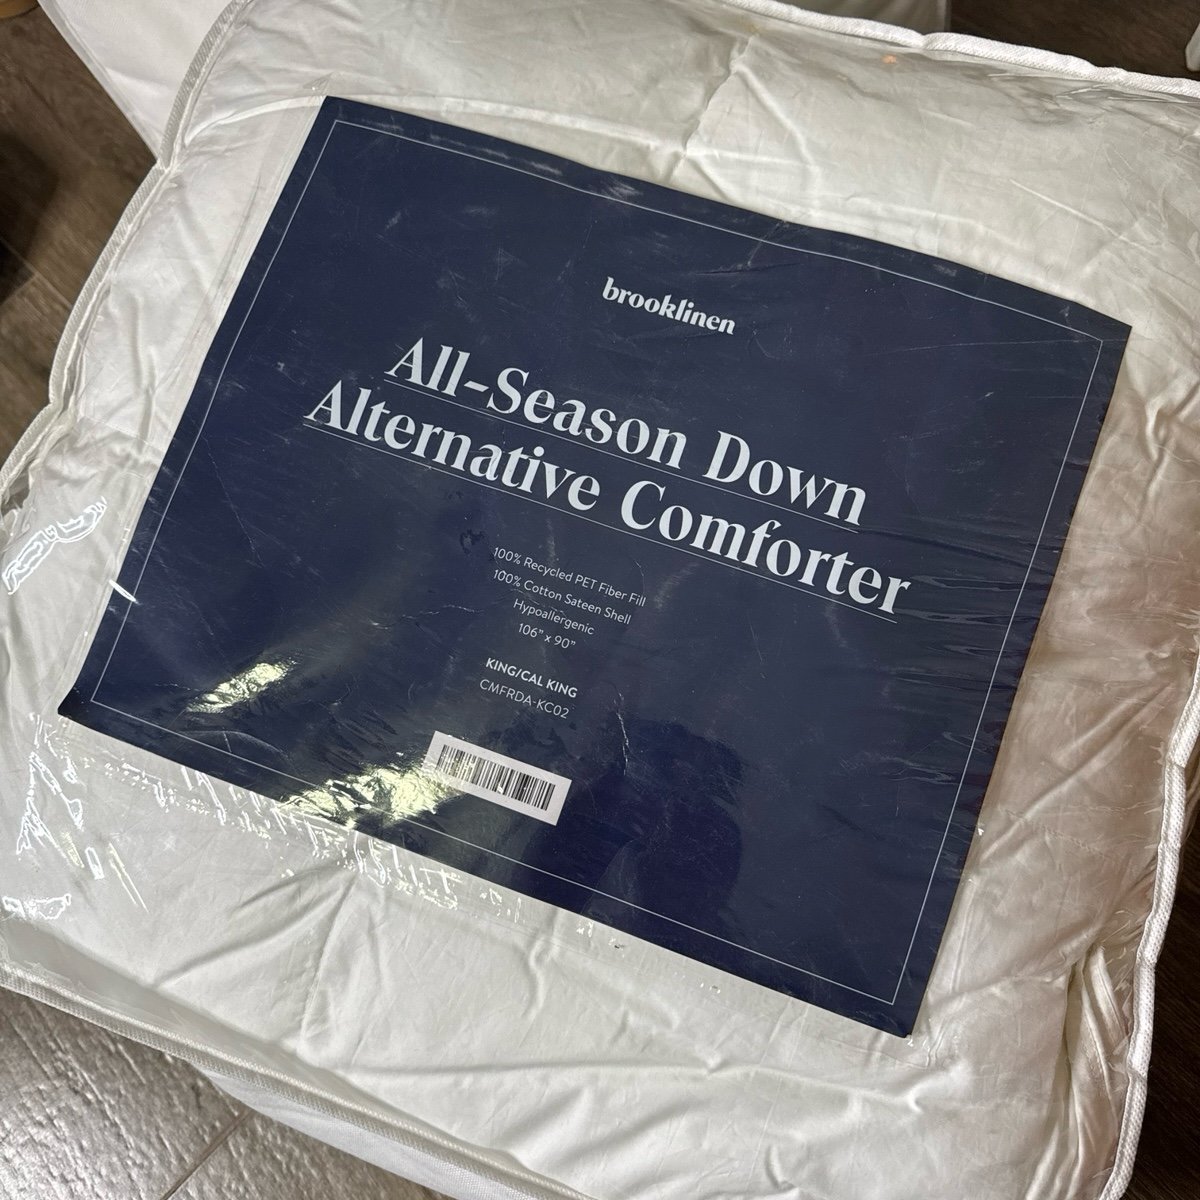 brooklinen
All-Season Down
Alternative Comforter
100% Recycled PET Fiber Fill
100% Cotton Sateen Shell
Hypoallergenic
106" x 90"
KING/CAL KING
CMFRDA-KC02